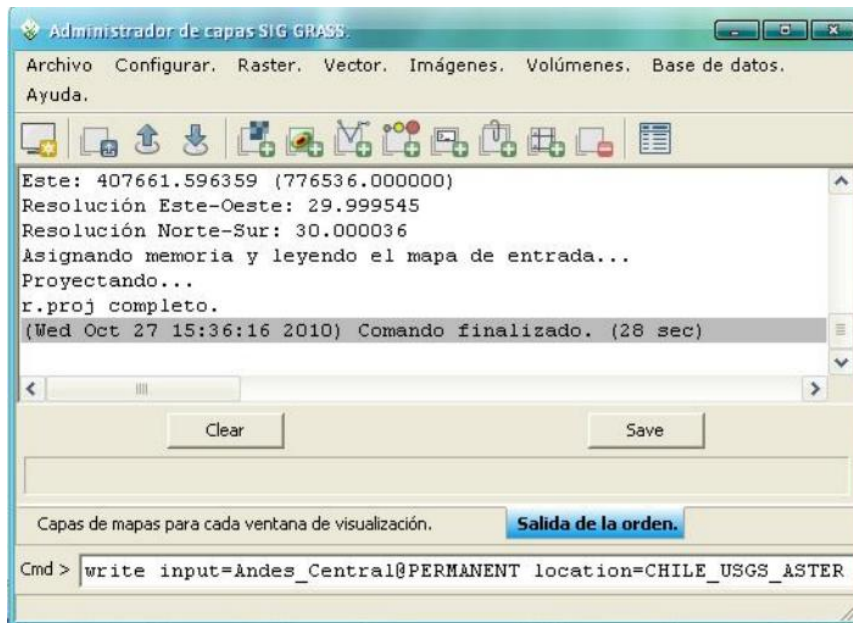 Administrador de capas SIG GRASS.
Archivo Configurar. Raster. Vector. Imágenes. Volúmenes. Base de datos.
Ayuda.
Este: 407661.596359 (776536.000000)
Resolución Este-Oeste: 29.999545
Resolución Norte-Sur: 30.000036
Asignando memoria y leyendo el mapa de entrada...
Proyectando...
r.proj completo.
(Wed Oct 27 15:36:16 2010) Comando finalizado. (28 sec)
Clear Save
Capas de mapas para cada ventana de visualización. Salida de la orden.
Cmd > write input=Andes_Central@PERMANENT location=CHILE_USGS_ASTER